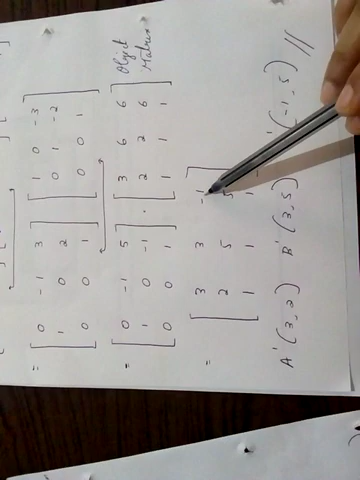 0 -1 3 1 0 -3
= 1 0 2 0 1 -2
0 0 1 0 0 1
0 -1 5 3 6 6 Object
= 1 0 -1 . 2 2 6 Matrix
0 0 1 1 1 1
3 3 -1
= 2 5 5
1 1
A' (3, 2) B' (3, 5) ' (-1, 5) //